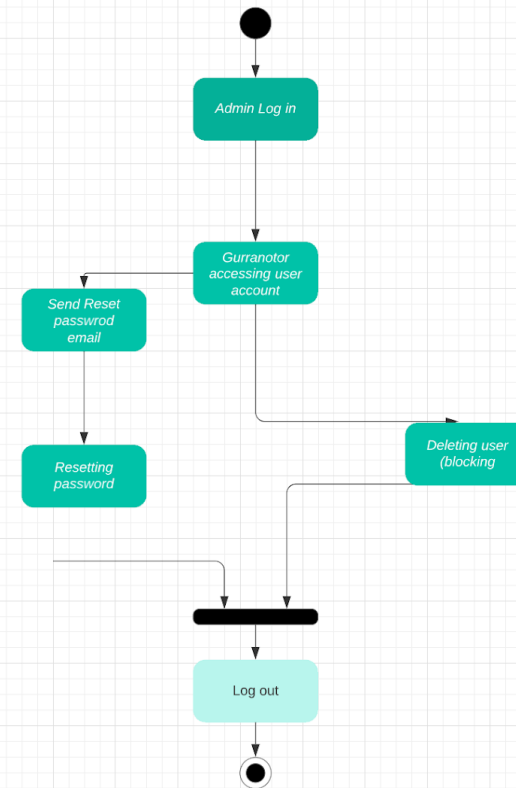 Admin Log in
Gurranotor
accessing user
account
Send Reset
passwrod
email
Deleting user
(blocking
Resetting
password
Log out